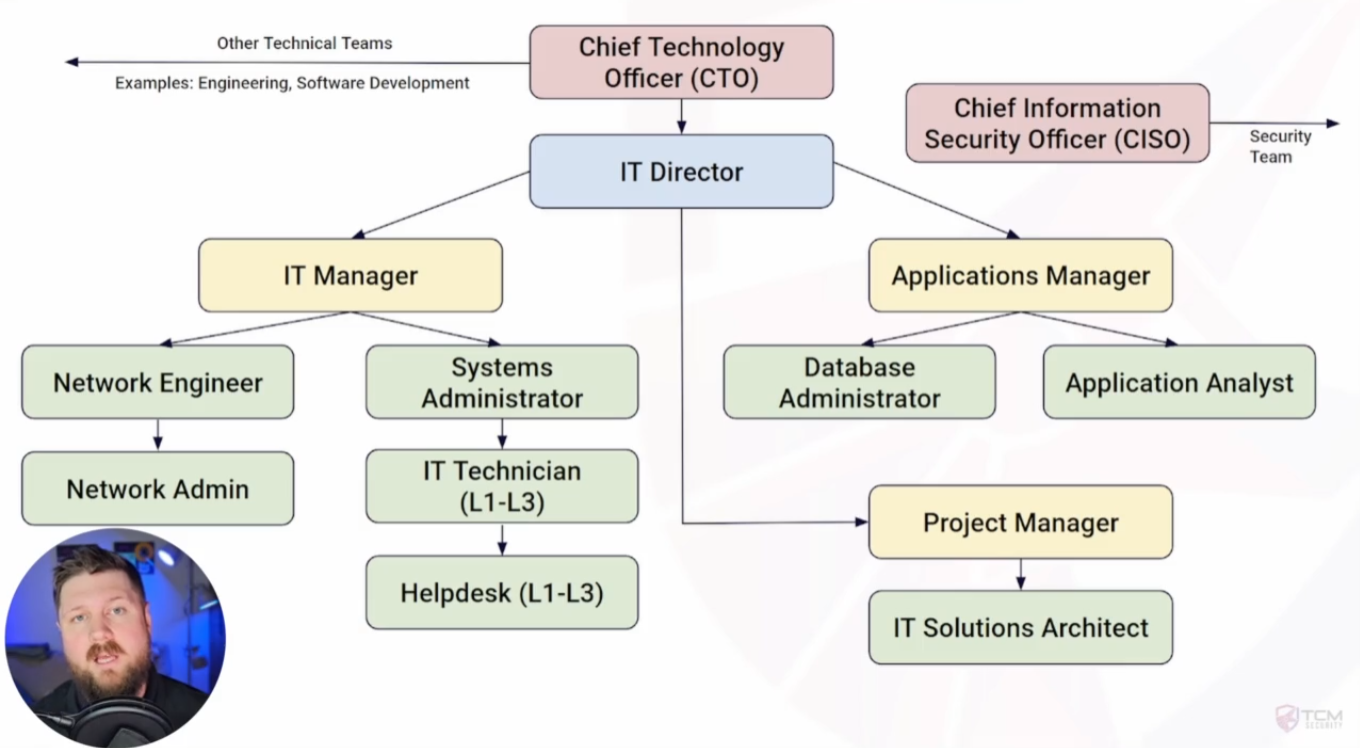 Other Technical Teams
Examples: Engineering, Software Development
Chief Technology
Officer (CTO)
Chief Information
Security Officer (CISO)
Security
Team
IT Director
IT Manager
Applications Manager
Network Engineer
Systems
Administrator
Database
Administrator
Application Analyst
Network Admin
IT Technician
(L1-L3)
Project Manager
Helpdesk (L1-L3)
IT Solutions Architect
TCM
SECURITY